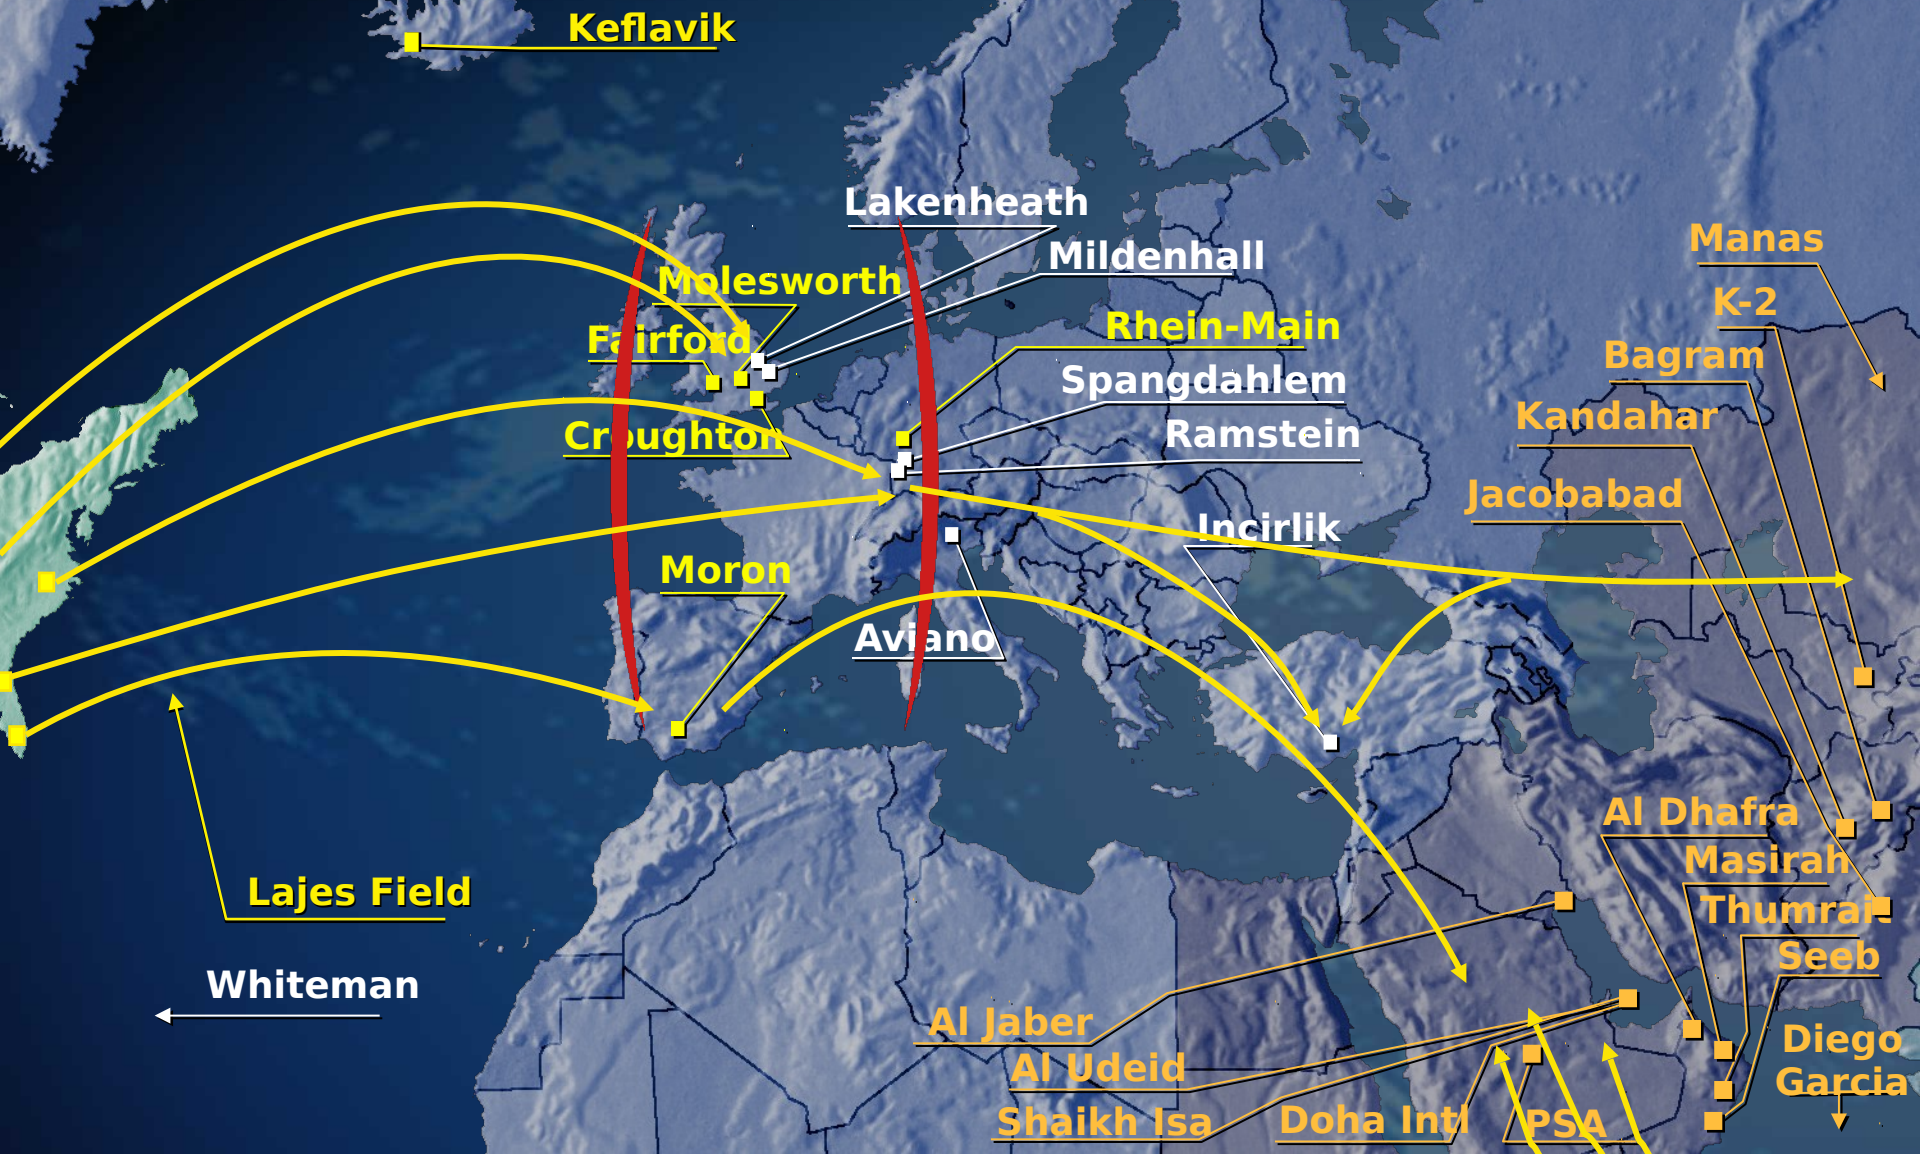 Keflavik
Lakenheath
Mildenhall
Manas
Molesworth
K-2
Rhein-Main
Fairford
Bagram
Spangdahlem
Kandahar
Croughton
Ramstein
Jacobabad
Incirlik
Moron
Aviano
Al Dhafra
Masirah
Lajes Field
Thumrait
Seeb
Whiteman
Al Jaber
Diego
Garcia
Al Udeid
Shaikh Isa
Doha Intl
PSA